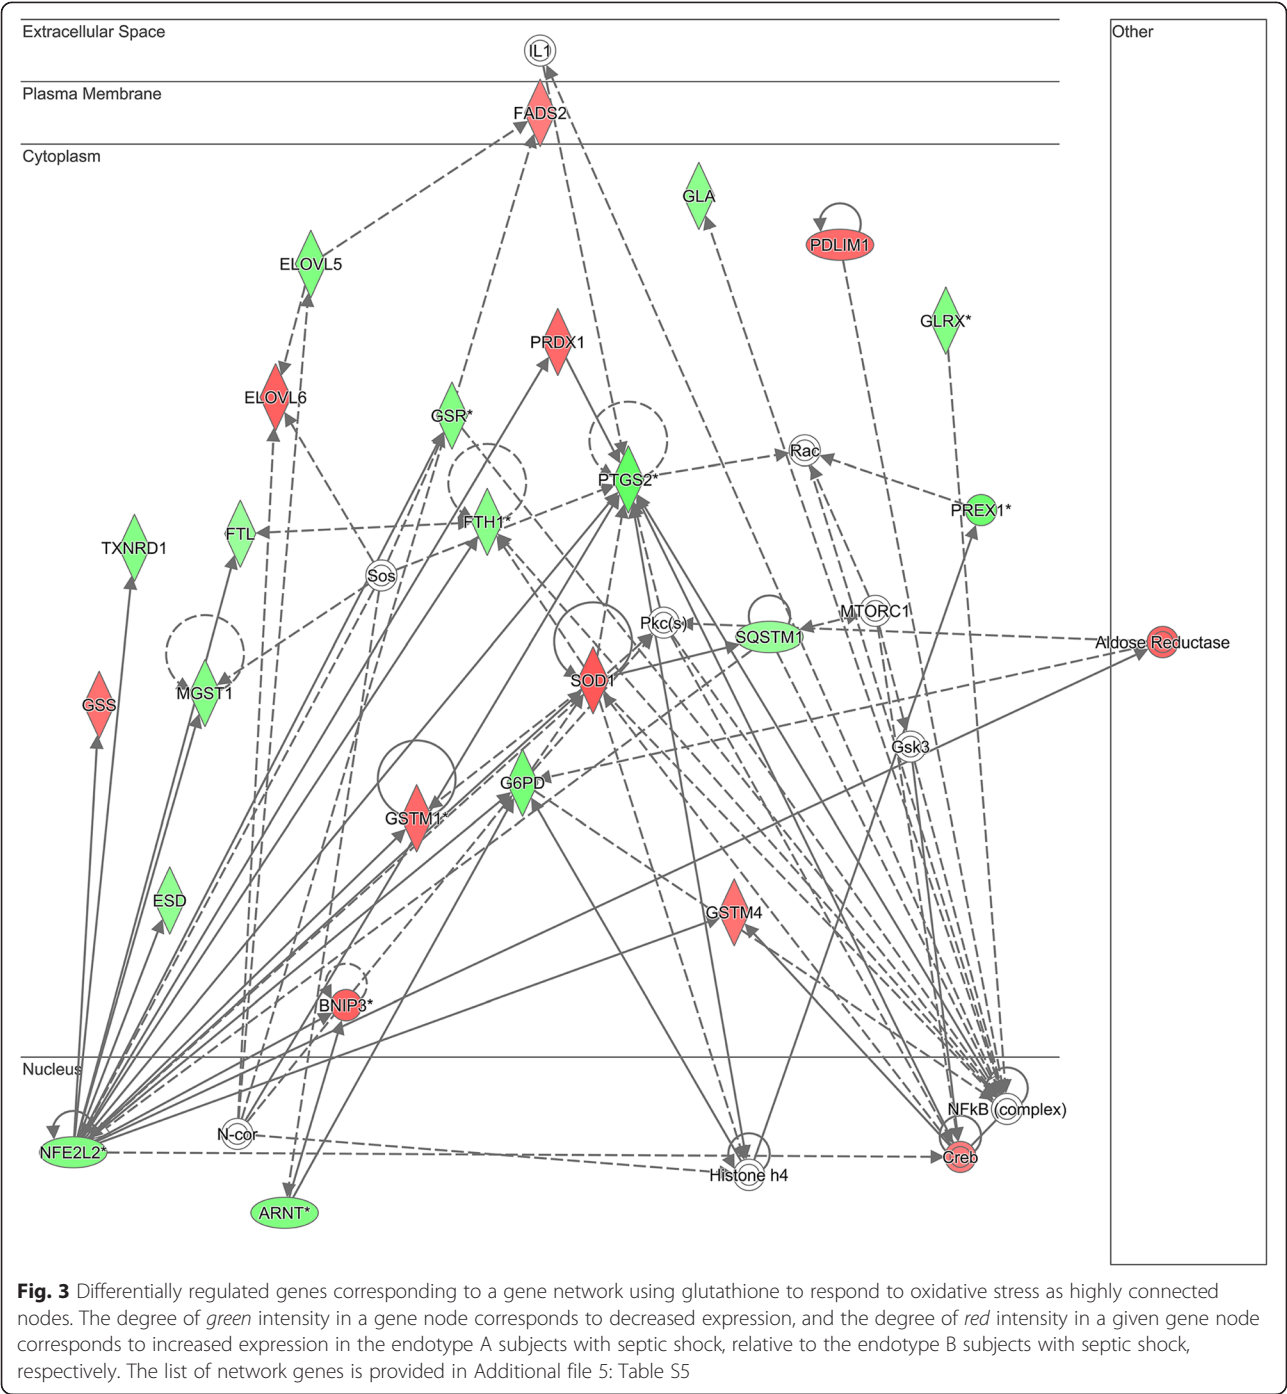 Extracellular Space
Other
IL1
Plasma Membrane
FADS2
Cytoplasm
GLA
PDLIM1
ELOVL5
GLRX*
PRDX1
ELOVL6
GSR*
Rac
PTGS2*
PREX1*
FTH1*
FTL
TXNRD1
Sos
MTORC1
Pkc(s)
SQSTM1
Aldose Reductase
SOD1
MGST1
GSS
Gsk3
G6PD
GSTM1*
ESD
GSTM4
BNIP3*
Nucleus
NFkB (complex)
N-cor
NFE2L2*
Creb
Histone h4
ARNT*
Fig. 3 Differentially regulated genes corresponding to a gene network using glutathione to respond to oxidative stress as highly connected
nodes. The degree of green intensity in a gene node corresponds to decreased expression, and the degree of red intensity in a given gene node
corresponds to increased expression in the endotype A subjects with septic shock, relative to the endotype B subjects with septic shock,
respectively. The list of network genes is provided in Additional file 5: Table S5